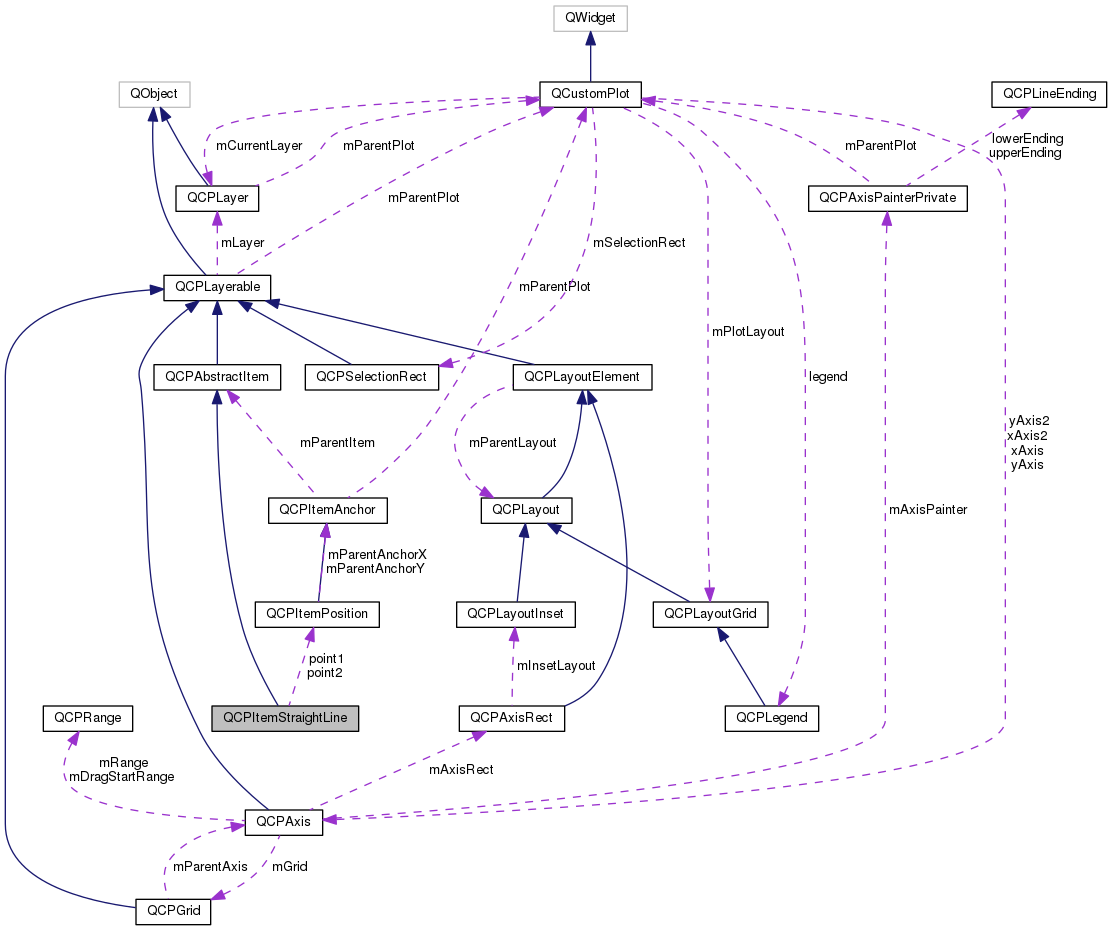 QWidget
QObject
QCustomPlot
QCPLineEnding
mCurrentLayer
mParentPlot
mParentPlot
lowerEnding
upperEnding
QCPLayer
mParentPlot
QCPAxisPainterPrivate
mLayer
mSelectionRect
QCPLayerable
mParentPlot
mPlotLayout
legend
QCPAbstractItem
QCPSelectionRect
QCPLayoutElement
yAxis2
xAxis2
xAxis
yAxis
mParentItem
mParentLayout
QCPItemAnchor
QCPLayout
mAxisPainter
mParentAnchorX
mParentAnchorY
QCPItemPosition
QCPLayoutInset
QCPLayoutGrid
point1
point2
mInsetLayout
QCPRange
QCPItemStraightLine
QCPAxisRect
QCPLegend
mRange
mDragStartRange
mAxisRect
QCPAxis
mParentAxis
mGrid
QCPGrid